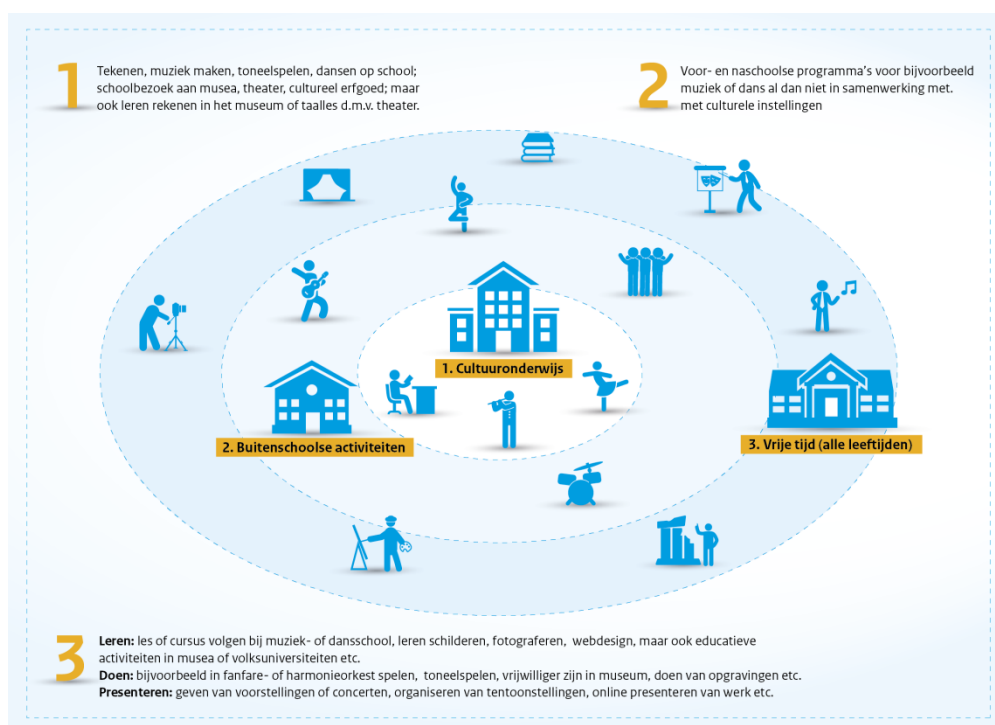 1
Tekenen, muziek maken, toneelspelen, dansen op school;
schoolbezoek aan musea, theater, cultureel erfgoed; maar
ook leren rekenen in het museum of taalles d.m.v. theater.
2
Voor- en naschoolse programma's voor bijvoorbeeld
muziek of dans al dan niet in samenwerking met.
met culturele instellingen
1. Cultuuronderwijs
2. Buitenschoolse activiteiten
3. Vrije tijd (alle leeftijden)
3
Leren: les of cursus volgen bij muziek- of dansschool, leren schilderen, fotograferen, webdesign, maar ook educatieve
activiteiten in musea of volksuniversiteiten etc.
Doen: bijvoorbeeld in fanfare- of harmonieorkest spelen, toneelspelen, vrijwilliger zijn in museum, doen van opgravingen etc.
Presenteren: geven van voorstellingen of concerten, organiseren van tentoonstellingen, online presenteren van werk etc.